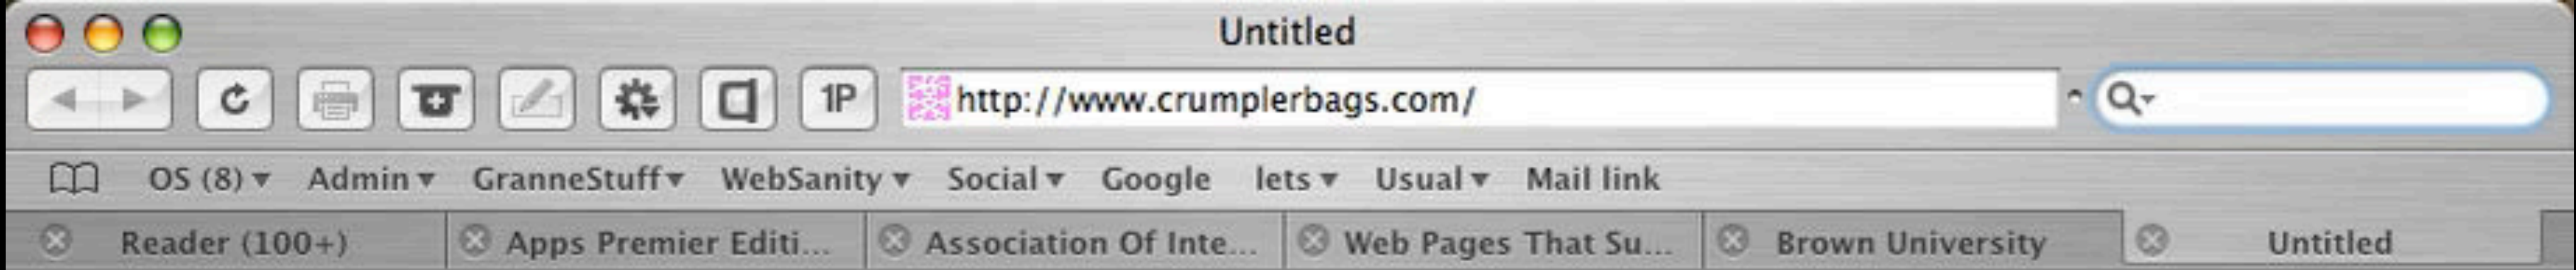 Untitled
1P http://www.crumplerbags.com/
OS (8) Admin GranneStuff WebSanity Social Google lets Usual Mail link
Reader (100+) Apps Premier Editi... Association Of Inte... Web Pages That Su... Brown University Untitled